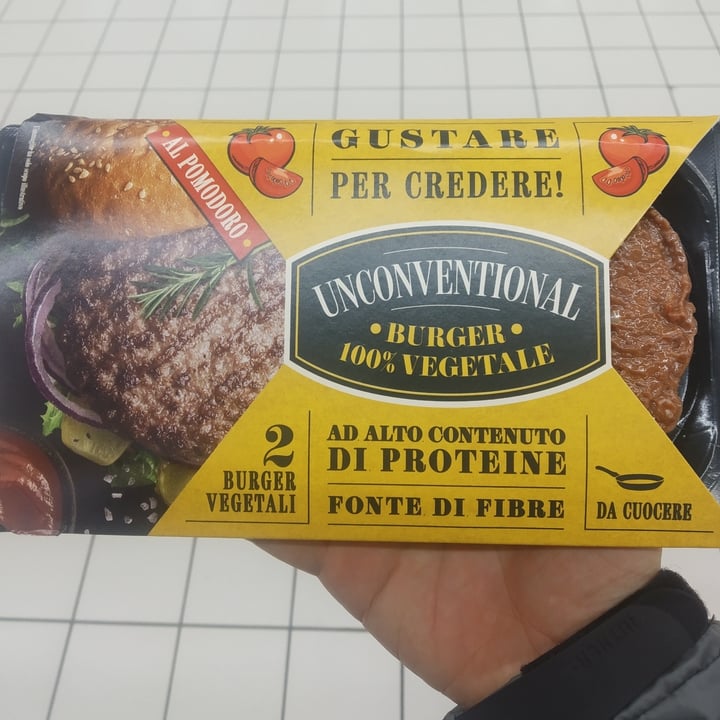 AL POMODORO
GUSTARE
PER CREDERE!
UNCONVENTIONAL
• BURGER •
100% VEGETALE
2
BURGER
VEGETALI
AD ALTO CONTENUTO
DI PROTEINE
FONTE DI FIBRE
DA CUOCERE